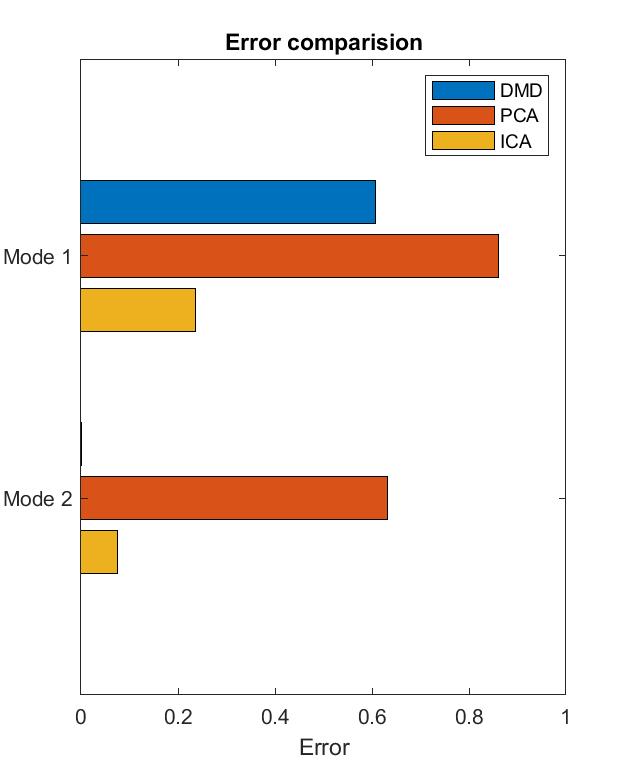 Error comparision
DMD
PCA
ICA
Mode 1
Mode 2
0 0.2 0.4 0.6 0.8 1
Error